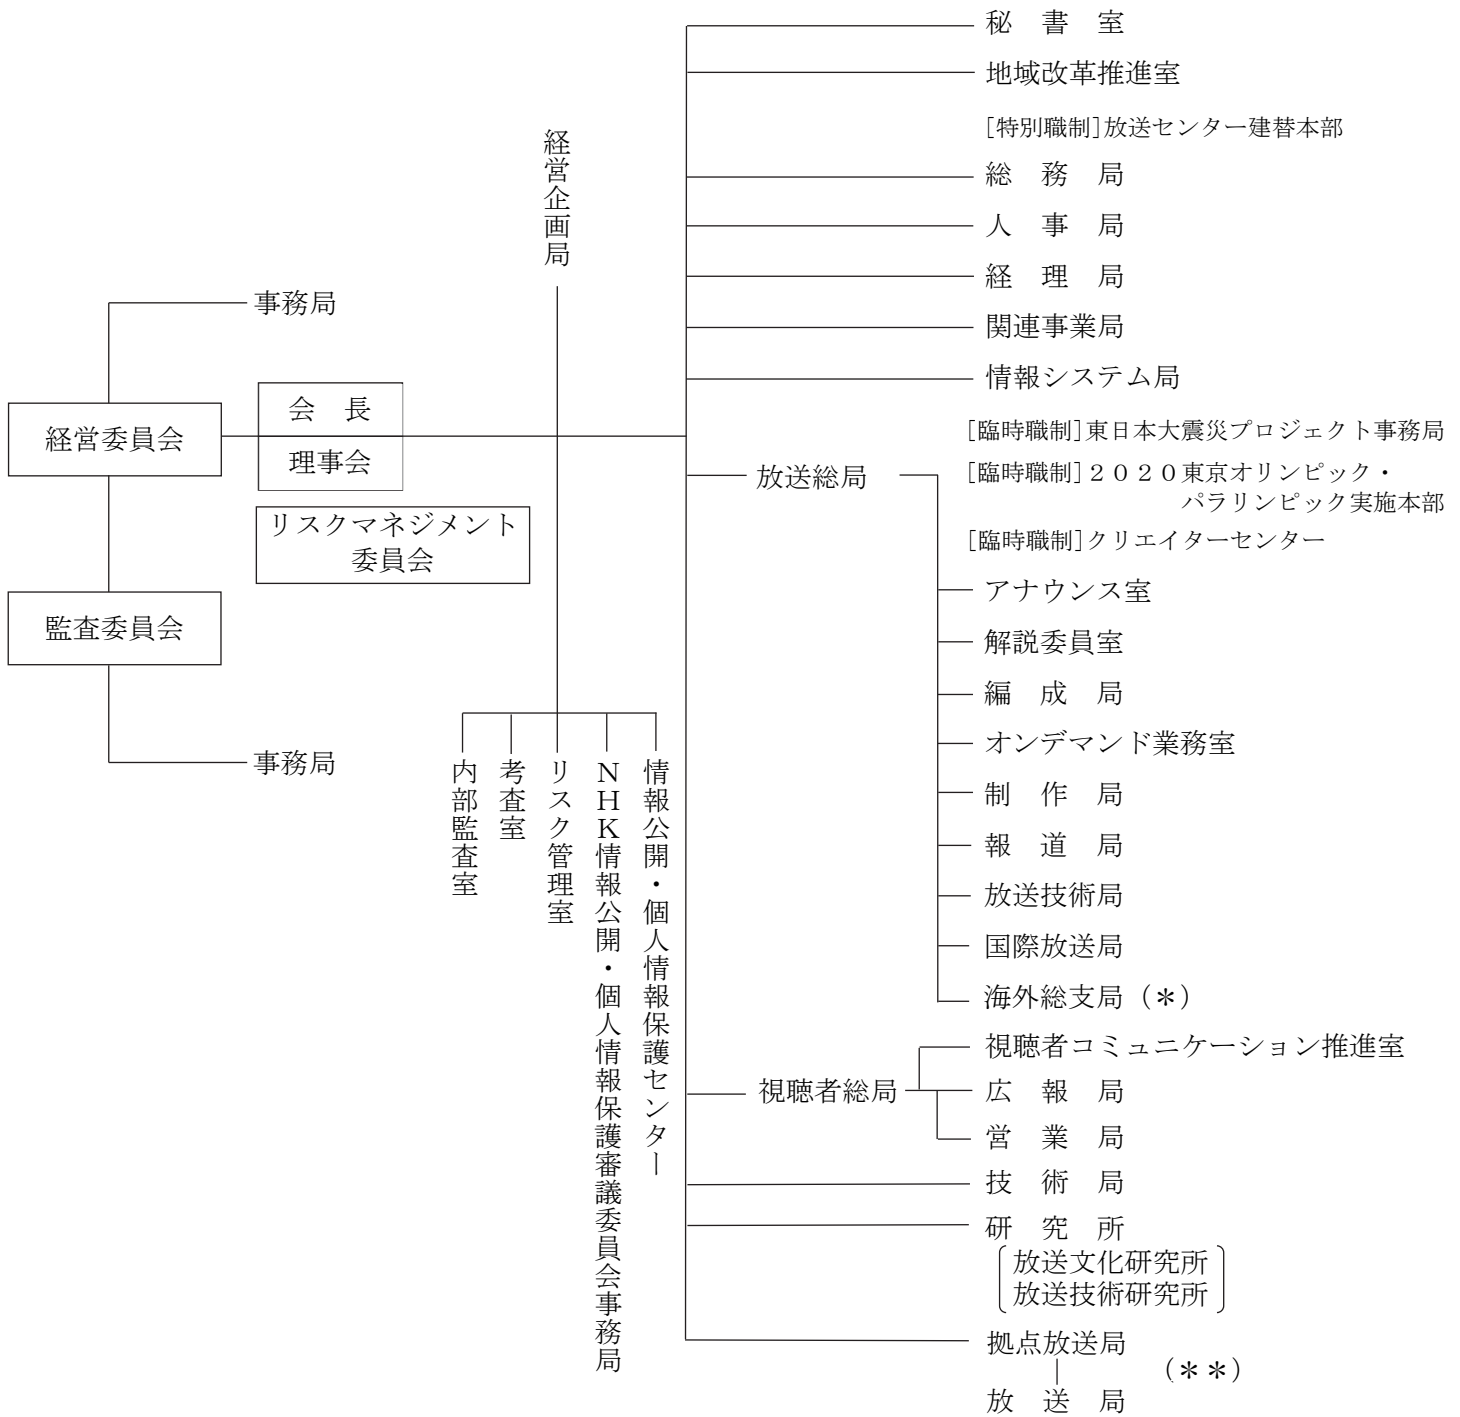 秘　書　室
地域改革推進室
[特別職制]放送センター建替本部
総　務　局
人　事　局
経　理　局
関連事業局
情報システム局
経営企画局
事務局
経営委員会
会　長
理事会
リスクマネジメント
委員会
監査委員会
事務局
内部監査室
考査室
リスク管理室
ＮＨＫ情報公開・個人情報保護審議委員会事務局
情報公開・個人情報保護センター
放送総局
[臨時職制]東日本大震災プロジェクト事務局
[臨時職制]２０２０東京オリンピック・
パラリンピック実施本部
[臨時職制]クリエイターセンター
アナウンス室
解説委員室
編　成　局
オンデマンド業務室
制　作　局
報　道　局
放送技術局
国際放送局
海外総支局（＊）
視聴者総局
視聴者コミュニケーション推進室
広　報　局
営　業　局
技　術　局
研　究　所
放送文化研究所
放送技術研究所
拠点放送局
（＊＊）
放　送　局